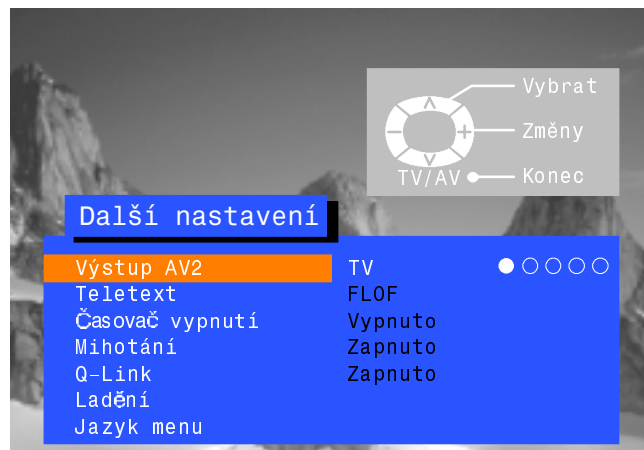 Vybrat
Změny
TV/AV Konec
Další nastavení
Výstup AV2 TV
Teletext FLOF
Časovač vypnutí Vypnuto
Mihotání Zapnuto
Q-Link Zapnuto
Ladění
Jazyk menu